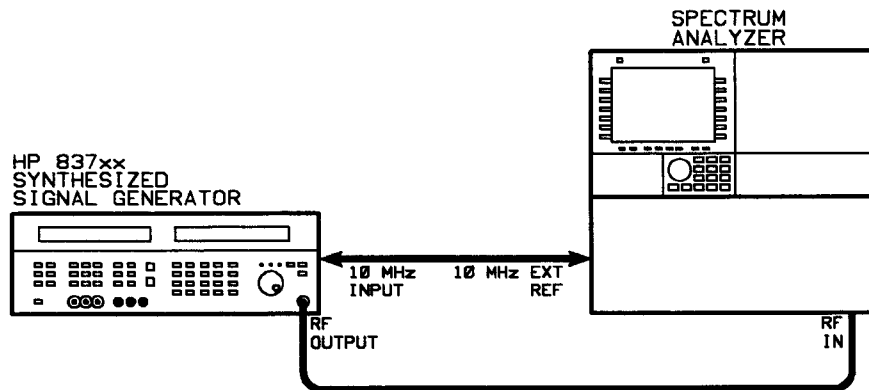 SPECTRUM
ANALYZER
HP 837xx
SYNTHESIZED
SIGNAL GENERATOR
10 MHz
INPUT
10 MHz EXT
REF
RF
OUTPUT
RF
IN